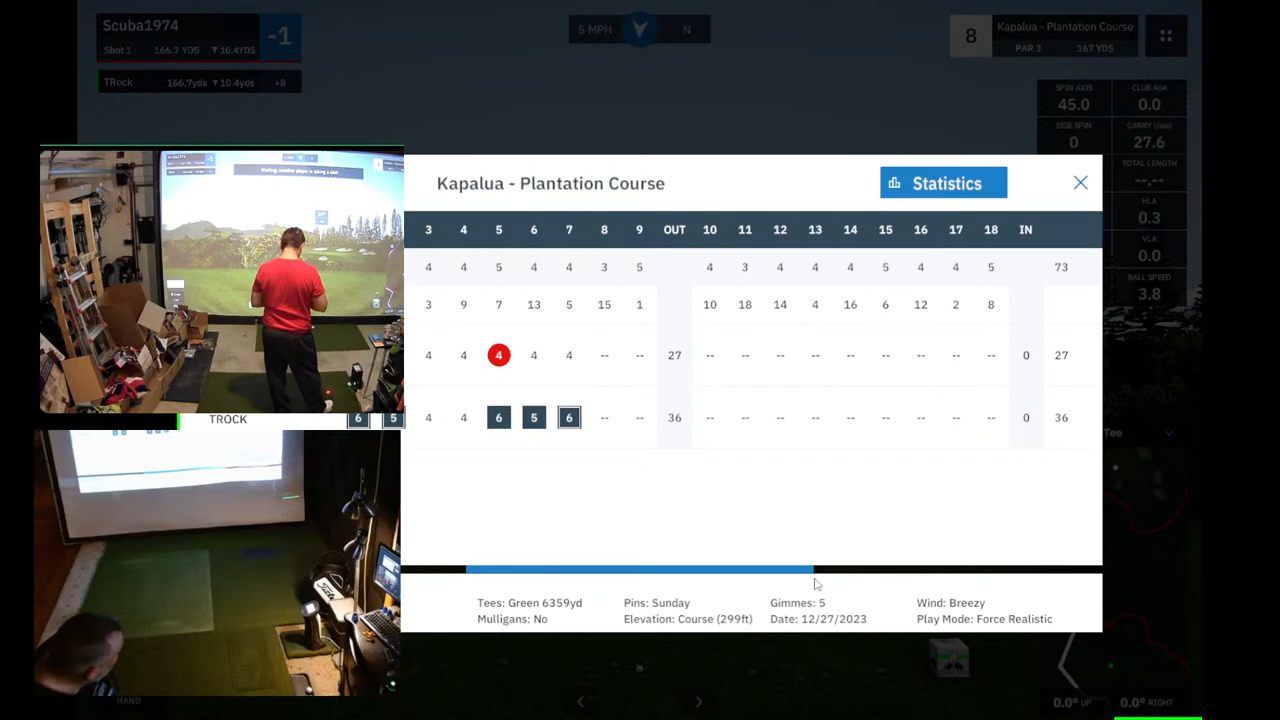 Scuba1974
-1
Shot 1 166.7 YDS ▼10.4YDS
TRock 166.7yds ▼10.4yds +8
5 MPH N
8
Kapalua - Plantation Course
PAR 3 167 YDS
SPIN AXIS CLUB AoA
45.0 0.0
SIDE SPIN CARRY (raw)
0 27.6
TOTAL LENGTH
--.--
HLA
0.3
VLA
0.0
BALL SPEED
3.8
Tee
Kapalua - Plantation Course
Statistics
3 4 5 6 7 8 9 OUT 10 11 12 13 14 15 16 17 18 IN
4 4 5 4 4 3 5 4 3 4 4 4 5 4 4 5 73
3 9 7 13 5 15 1 10 18 14 4 16 6 12 2 8
4 4 4 4 4 -- -- 27 -- -- -- -- -- -- -- -- -- 0 27
4 4 6 5 6 -- -- 36 -- -- -- -- -- -- -- -- -- 0 36
TROCK 6 5
Tees: Green 6359yd Pins: Sunday Gimmes: 5 Wind: Breezy
Mulligans: No Elevation: Course (299ft) Date: 12/27/2023 Play Mode: Force Realistic
HAND
0.0° UP 0.0° RIGHT